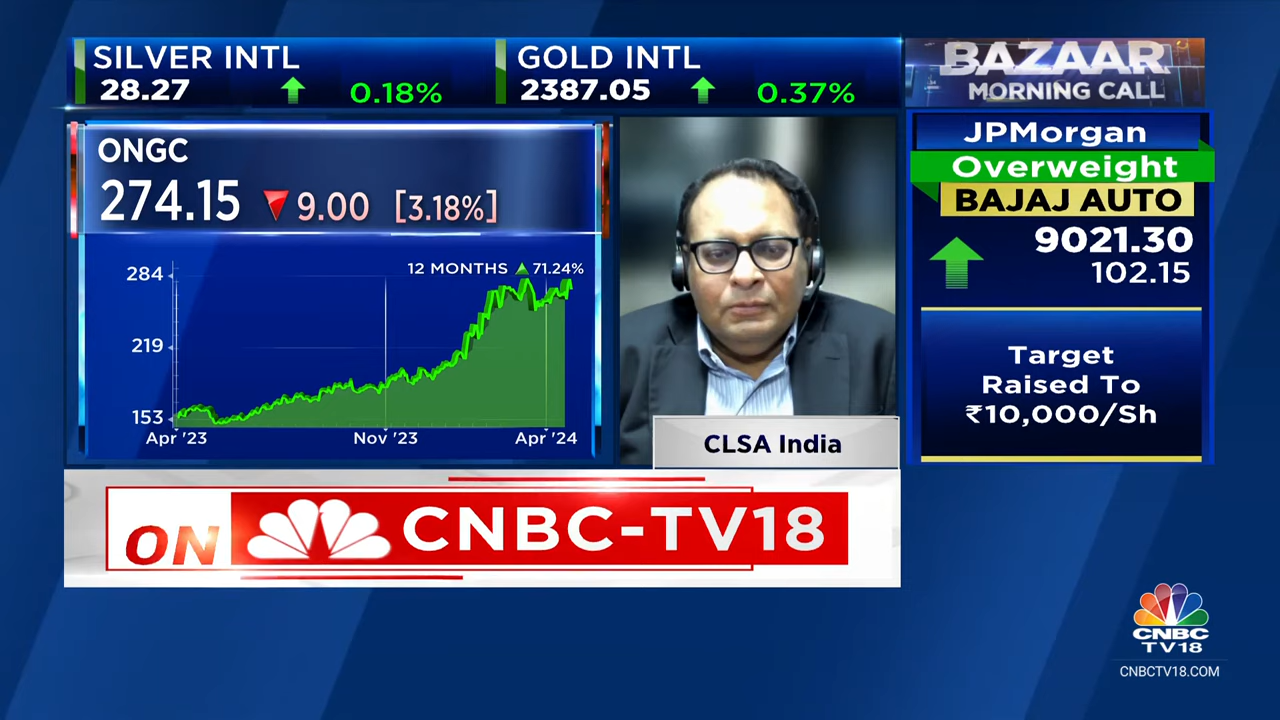 SILVER INTL
28.27 0.18%
GOLD INTL
2387.05 0.37%
BAZAAR
MORNING CALL
ONGC
274.15 9.00 [3.18%]
12 MONTHS 71.24%
284
219
153
Apr '23 Nov '23 Apr '24
CLSA India
JPMorgan
Overweight
BAJAJ AUTO
9021.30
102.15
Target
Raised To
₹10,000/Sh
ON CNBC-TV18
CNBC
TV18
CNBCTV18.COM